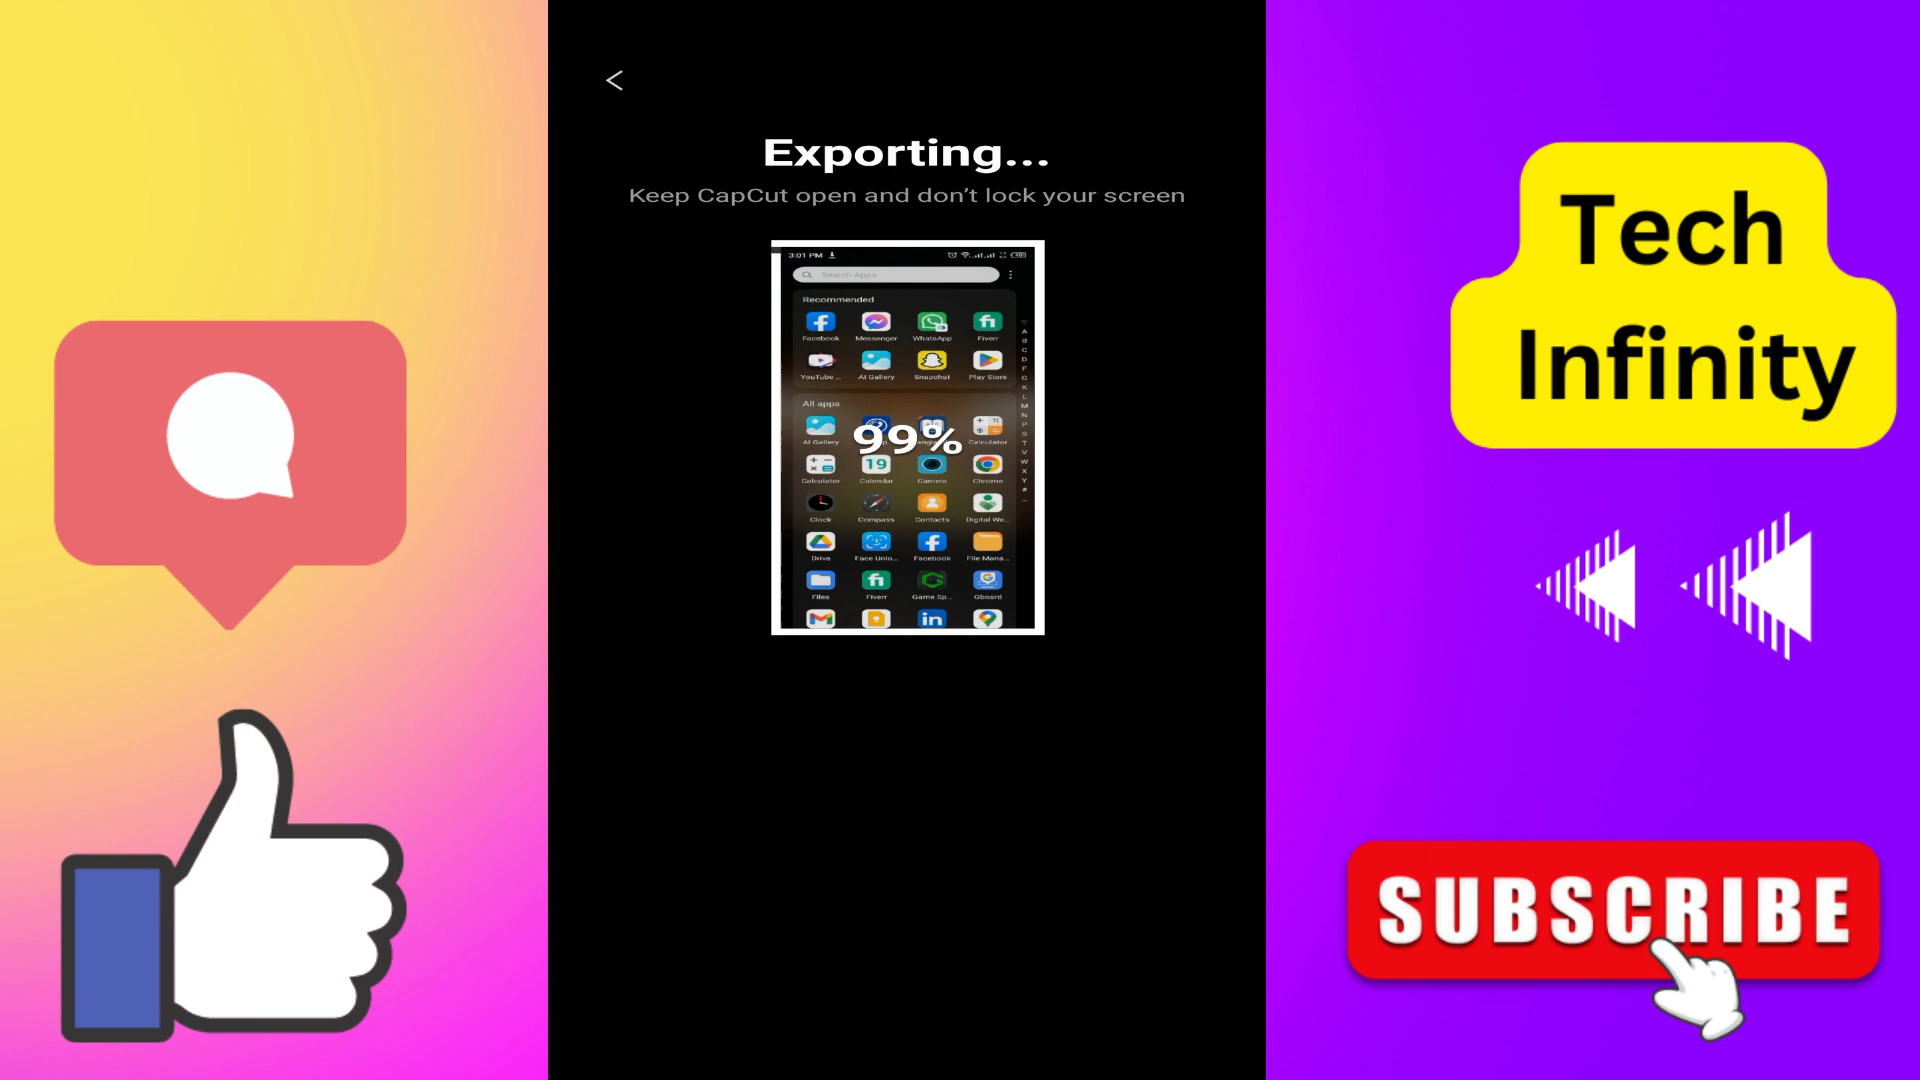 Exporting...
Keep CapCut open and don't lock your screen
3:01 PM
Search Apps
Recommended
Facebook Messenger WhatsApp Fiverr
YouTube ... AI Gallery Snapchat Play Store
All apps
AI Gallery Calculator
99%
Calculator Calendar Camera Chrome
19
Clock Compass Contacts Digital We...
Drive Face Unlo... Facebook File Mana...
Files Fiverr Game Sp... Gboard
Tech
Infinity
SUBSCRIBE